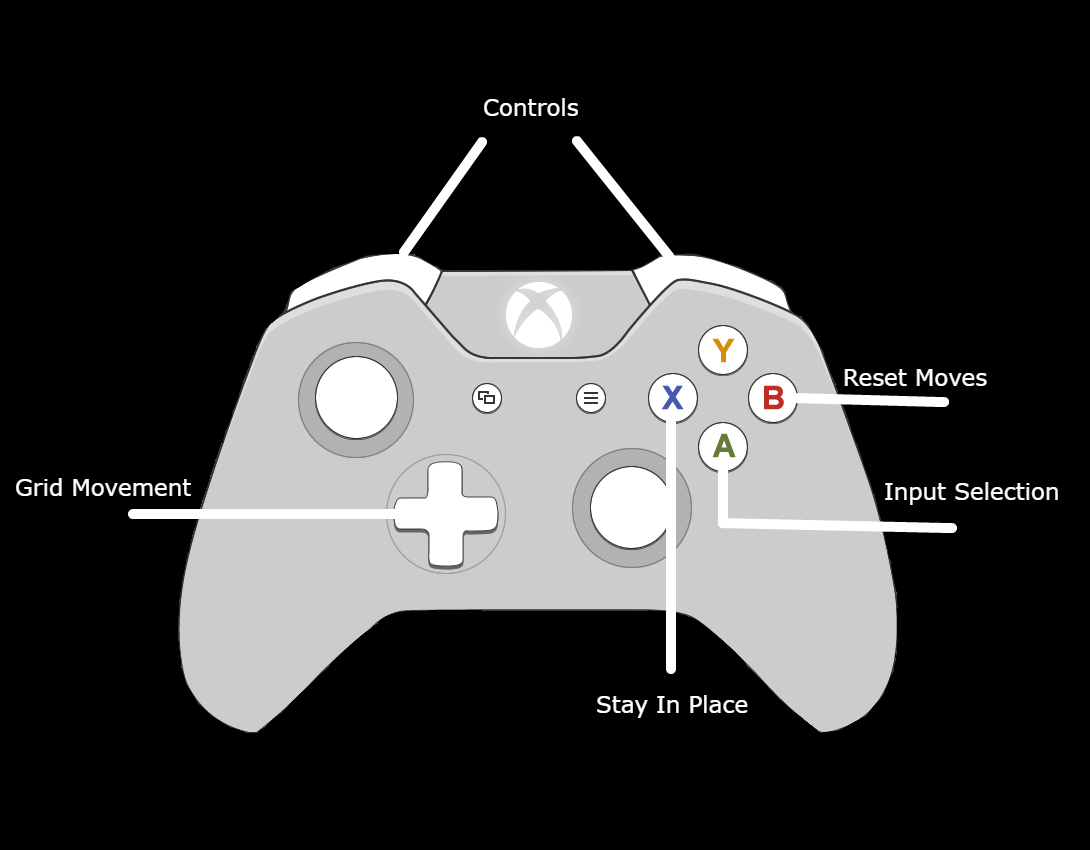 Controls
Y
Reset Moves
X
B
A
Grid Movement
Input Selection
Stay In Place